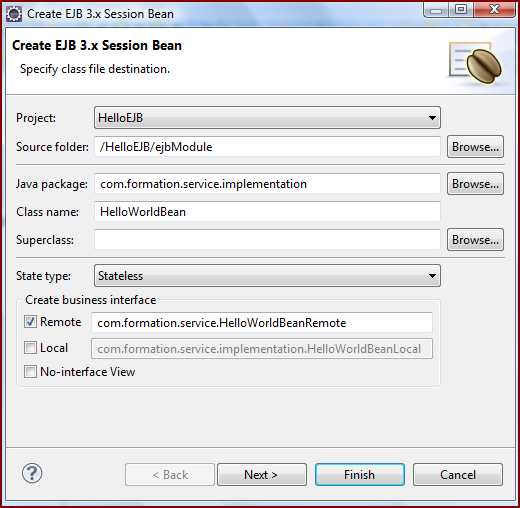 Create EJB 3.x Session Bean
Create EJB 3.x Session Bean
Specify class file destination.
Project: HelloEJB
Source folder: /HelloEJB/ejbModule Browse...
Java package: com.formation.service.implementation Browse...
Class name: HelloWorldBean
Superclass: Browse...
State type: Stateless
Create business interface
Remote com.formation.service.HelloWorldBeanRemote
Local com.formation.service.implementation.HelloWorldBeanLocal
No-interface View
? < Back Next > Finish Cancel